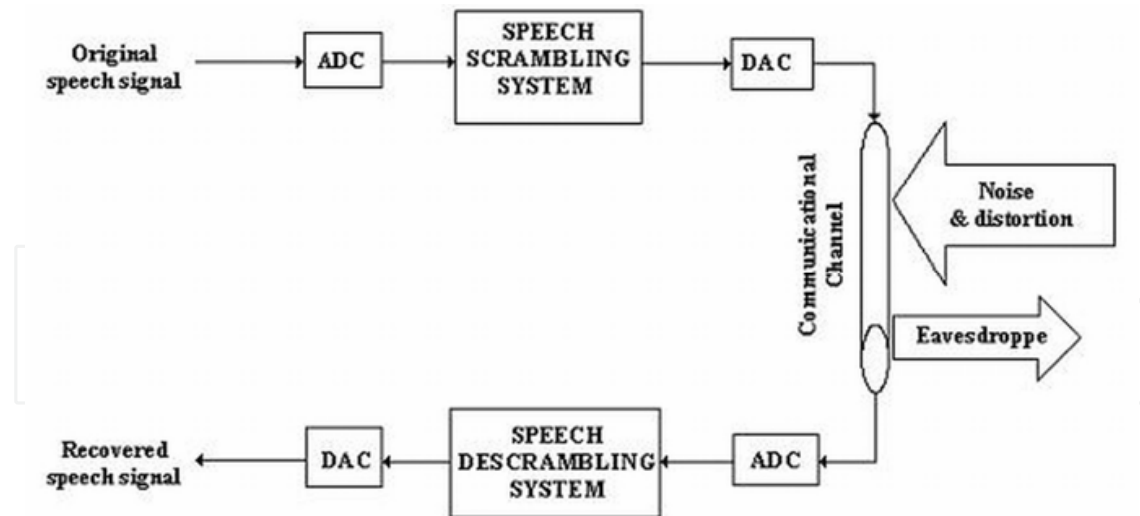 Original
speech signal
ADC
SPEECH
SCRAMBLING
SYSTEM
DAC
Communicational
Channel
Noise
& distortion
Eavesdroppe
Recovered
speech signal
DAC
SPEECH
DESCRAMBLING
SYSTEM
ADC